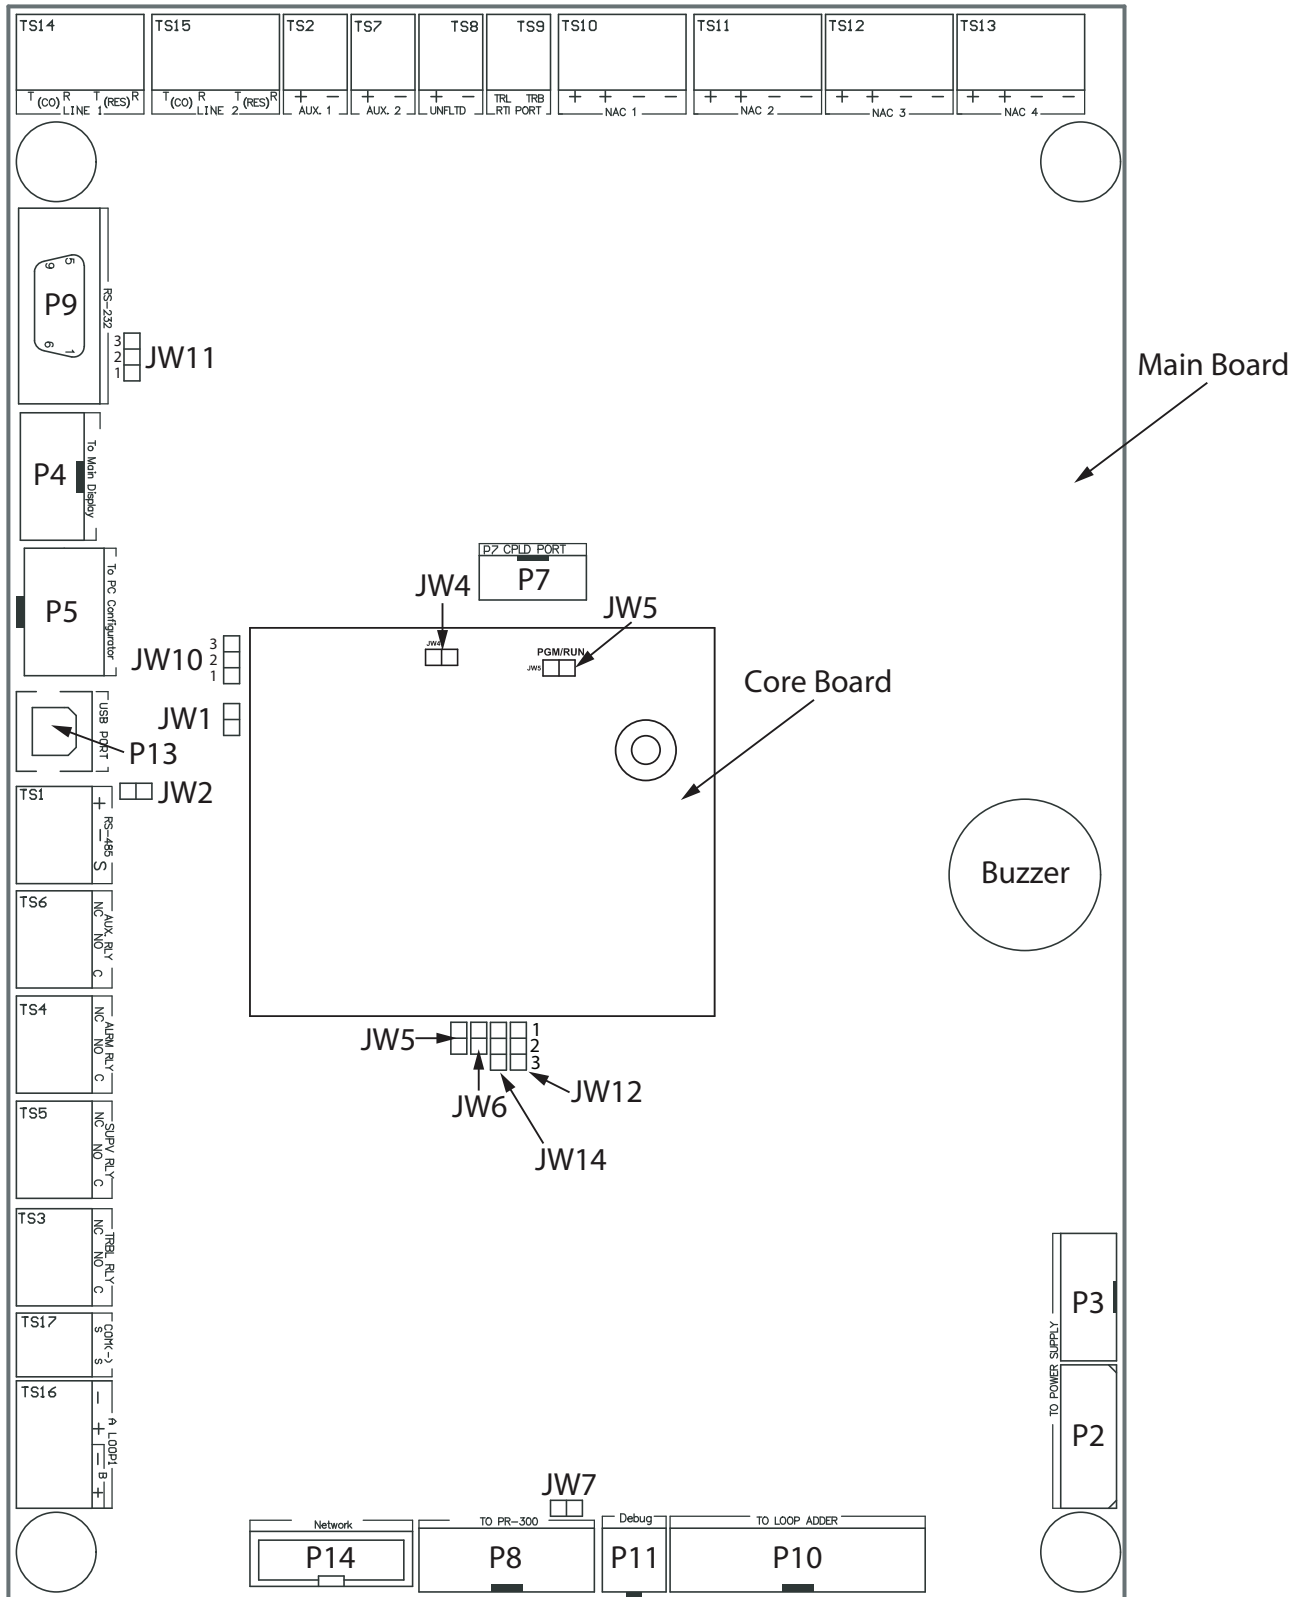 TS14 TS15 TS2 TS7 TS8 TS9 TS10 TS11 TS12 TS13
T (CO) R T (RES) R
LINE 1
T (CO) R T (RES) R
LINE 2
+ -
AUX. 1
+ -
AUX. 2
+ -
UNFLTD
TRL TRB
RTI PORT
+ + - -
NAC 1
+ + - -
NAC 2
+ + - -
NAC 3
+ + - -
NAC 4
5
9
P9
6
1
RS-232
3
2
1
JW11
Main Board
P4
To Main Display
P7 CPLD PORT
P7
P5
To PC Configurator
JW4
JW5
JW4
PGM/RUN
JW5
JW10
3
2
1
Core Board
JW1
USB PORT
P13
JW2
TS1
+ - S
RS-485
Buzzer
TS6
NC NO C
AUX. RLY
TS4
NC NO C
ALRM RLY
JW5
1
2
3
JW12
JW6
JW14
TS5
NC NO C
SUPV RLY
TS3
NC NO C
TRBL RLY
TS17
S S
COM(-)
TS16
- + - +
A LOOP1
B
P3
TO POWER SUPPLY
P2
JW7
Network
P14
TO PR-300
P8
Debug
P11
TO LOOP ADDER
P10